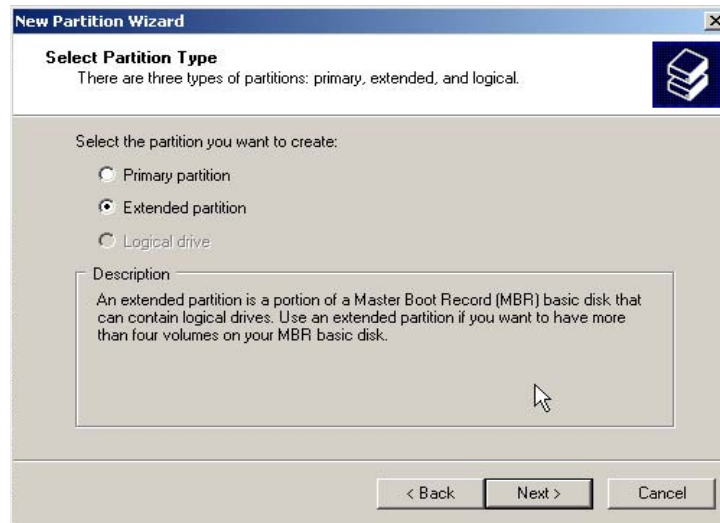 New Partition Wizard
Select Partition Type
There are three types of partitions: primary, extended, and logical.
Select the partition you want to create:
Primary partition
Extended partition
Logical drive
Description
An extended partition is a portion of a Master Boot Record (MBR) basic disk that
can contain logical drives. Use an extended partition if you want to have more
than four volumes on your MBR basic disk.
< Back
Next >
Cancel